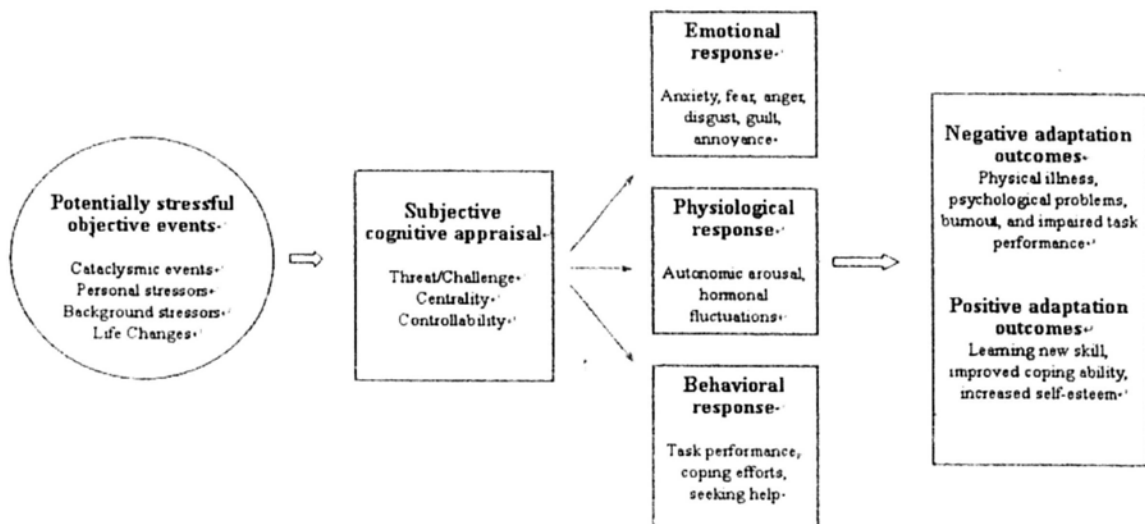 Potentially stressful
objective events
Cataclysmic events
Personal stressors
Background stressors
Life Changes
Subjective
cognitive appraisal
Threat/Challenge
Centrality
Controllability
Emotional
response
Anxiety, fear, anger,
disgust, guilt,
annoyance
Physiological
response
Autonomic arousal,
hormonal
fluctuations
Behavioral
response
Task performance,
coping efforts,
seeking help
Negative adaptation
outcomes
Physical illness,
psychological problems,
burnout, and impaired task
performance
Positive adaptation
outcomes
Learning new skill,
improved coping ability,
increased self-esteem